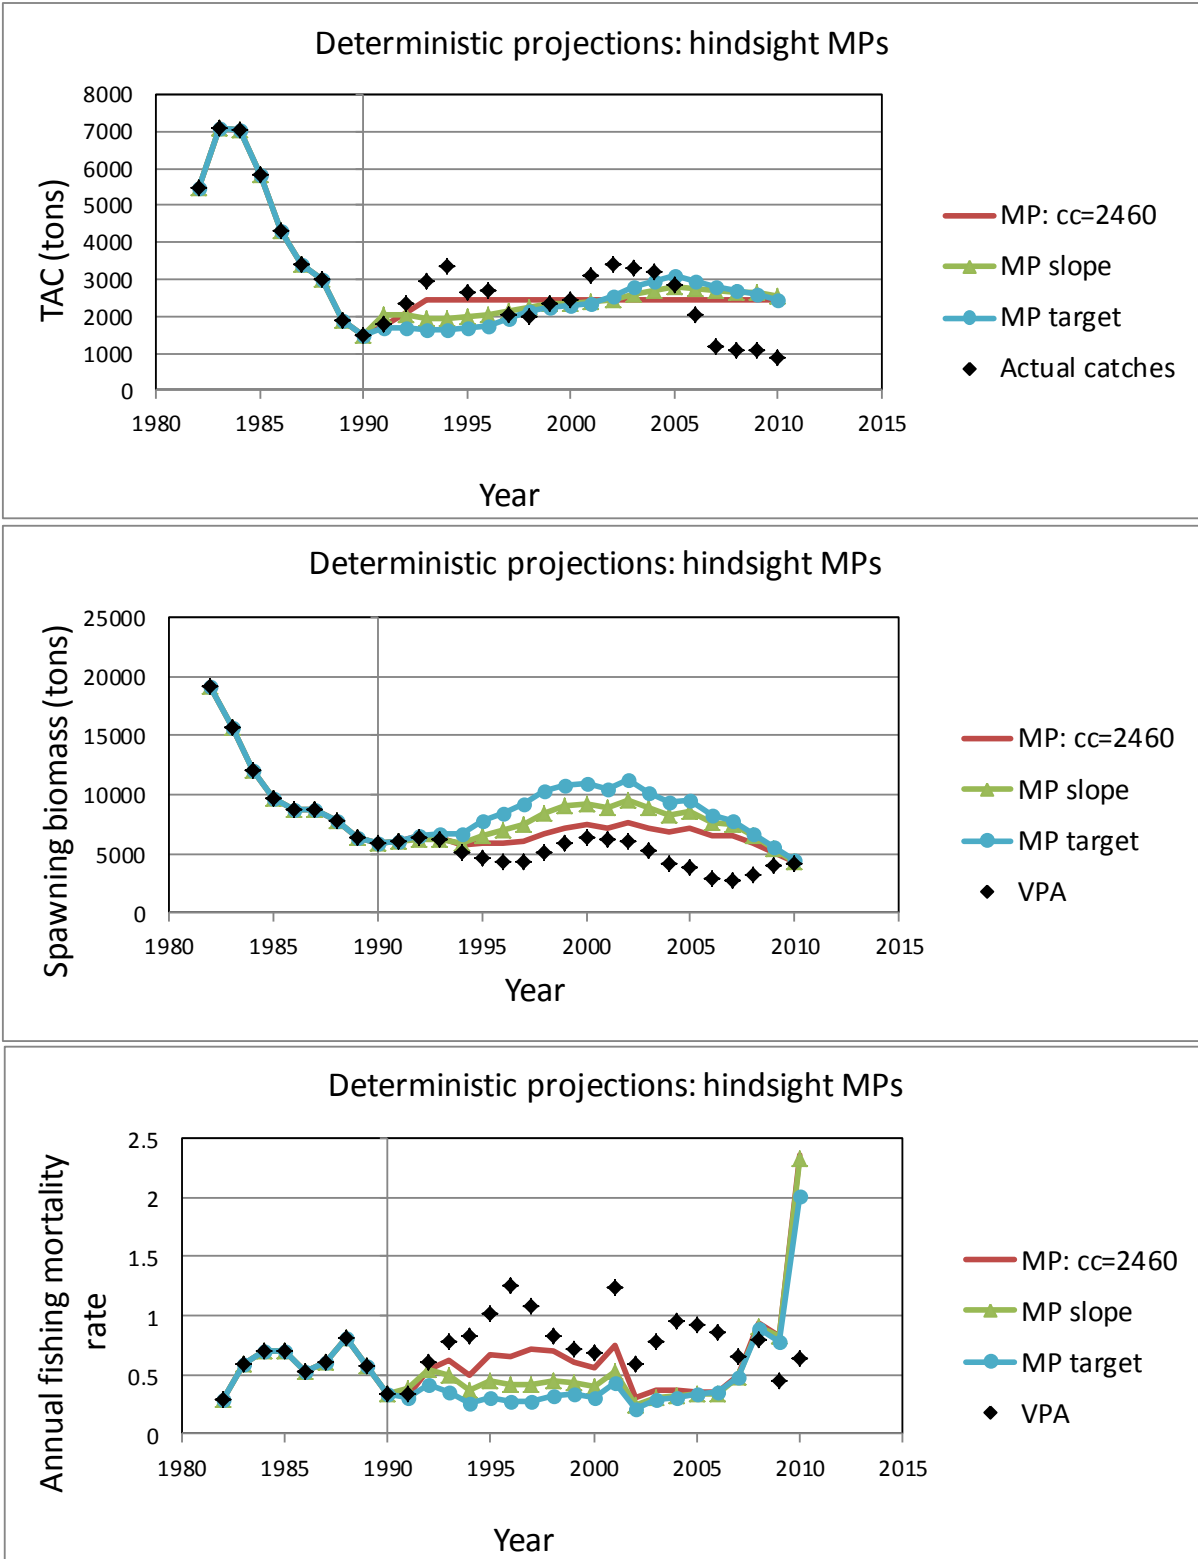 Deterministic projections: hindsight MPs
TAC (tons)
8000
7000
6000
5000
4000
3000
2000
1000
0
1980 1985 1990 1995 2000 2005 2010 2015
Year
MP: cc=2460
MP slope
MP target
Actual catches
Deterministic projections: hindsight MPs
Spawning biomass (tons)
25000
20000
15000
10000
5000
0
1980 1985 1990 1995 2000 2005 2010 2015
Year
MP: cc=2460
MP slope
MP target
VPA
Deterministic projections: hindsight MPs
Annual fishing mortality
rate
2.5
2
1.5
1
0.5
0
1980 1985 1990 1995 2000 2005 2010 2015
Year
MP: cc=2460
MP slope
MP target
VPA